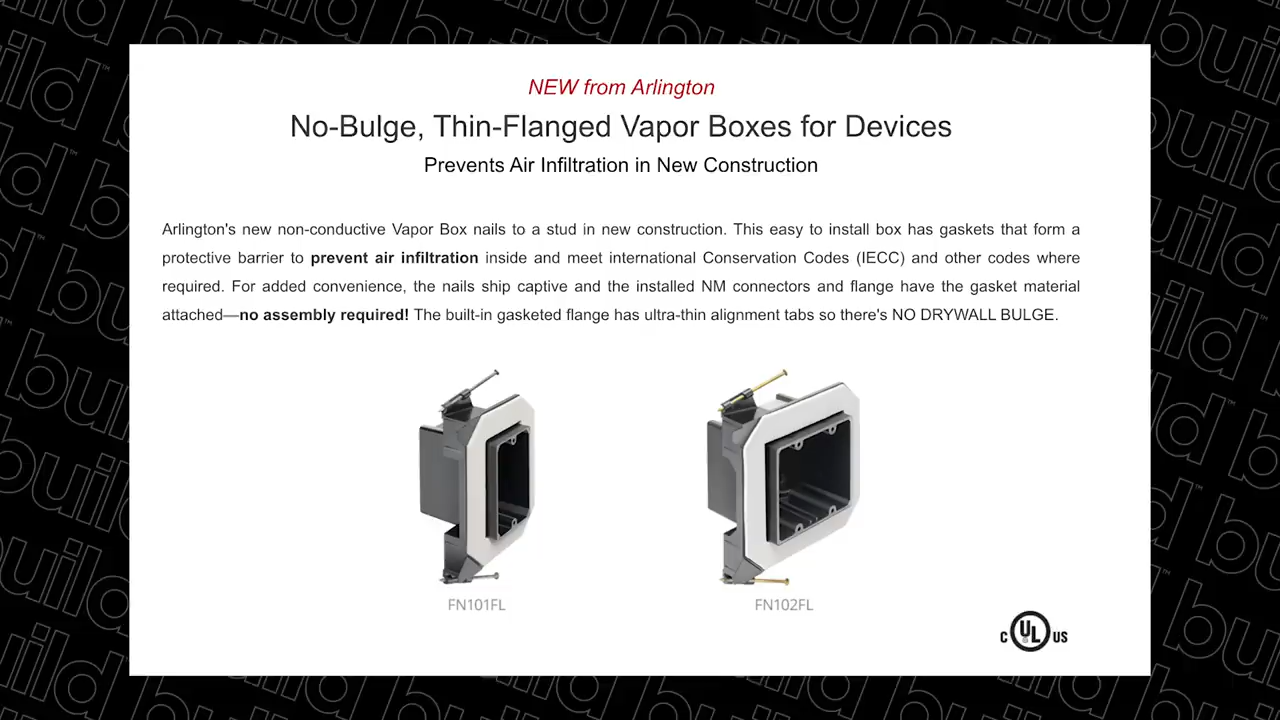 NEW from Arlington
No-Bulge, Thin-Flanged Vapor Boxes for Devices
Prevents Air Infiltration in New Construction
Arlington's new non-conductive Vapor Box nails to a stud in new construction. This easy to install box has gaskets that form a
protective barrier to prevent air infiltration inside and meet international Conservation Codes (IECC) and other codes where
required. For added convenience, the nails ship captive and the installed NM connectors and flange have the gasket material
attached—no assembly required! The built-in gasketed flange has ultra-thin alignment tabs so there's NO DRYWALL BULGE.
FN101FL
FN102FL
C UL US
build™